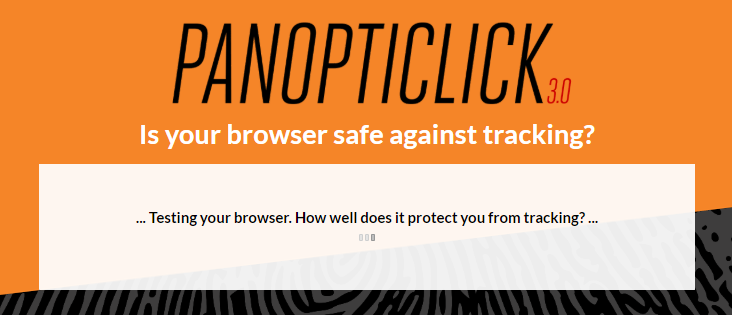 PANOPTICLICK 3.0
Is your browser safe against tracking?
... Testing your browser. How well does it protect you from tracking? ...